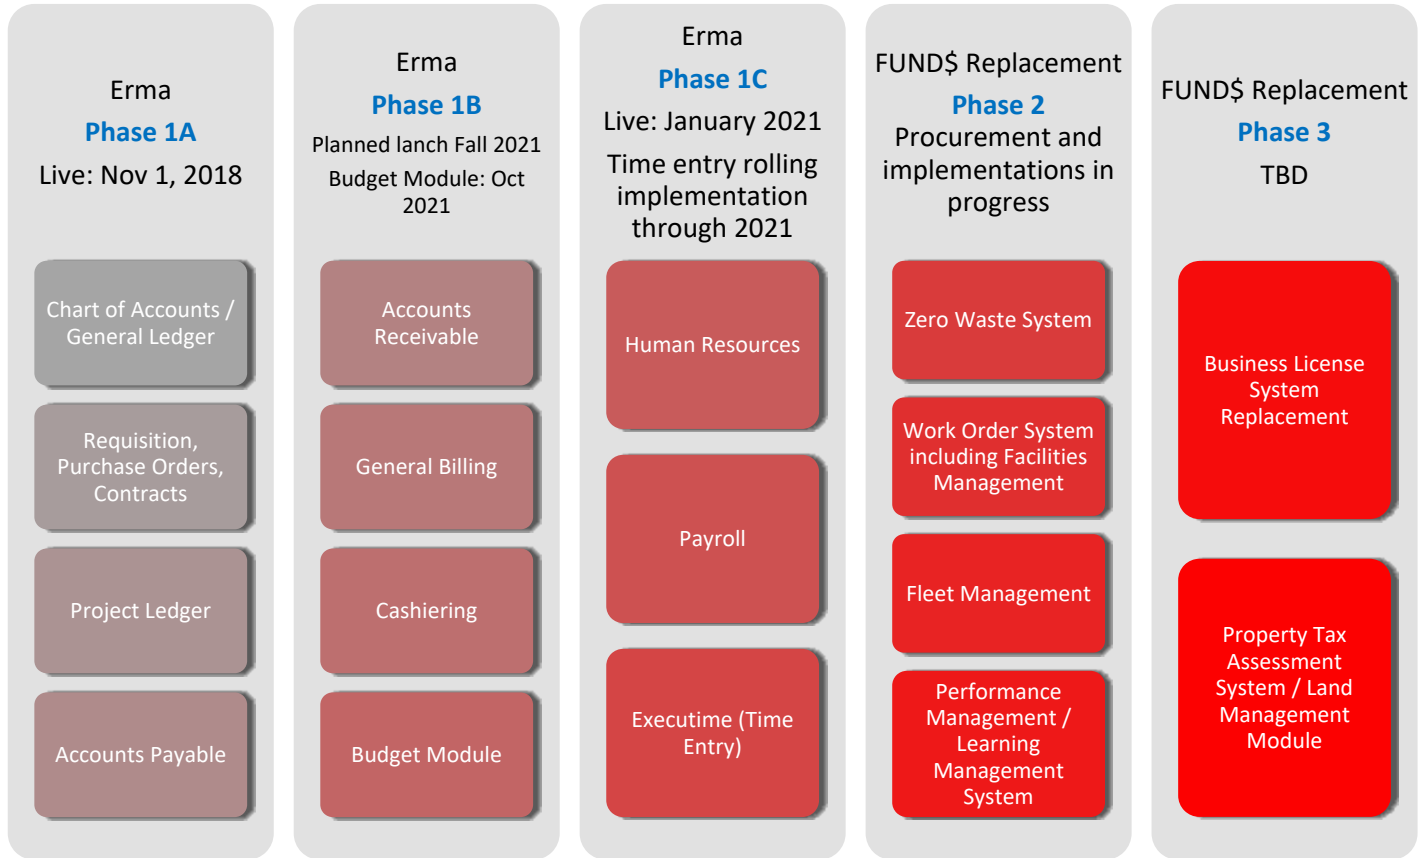 Erma
Phase 1A
Live: Nov 1, 2018
Chart of Accounts /
General Ledger
Requisition,
Purchase Orders,
Contracts
Project Ledger
Accounts Payable
Erma
Phase 1B
Planned lanch Fall 2021
Budget Module: Oct
2021
Accounts
Receivable
General Billing
Cashiering
Budget Module
Erma
Phase 1C
Live: January 2021
Time entry rolling
implementation
through 2021
Human Resources
Payroll
Executime (Time
Entry)
FUND$ Replacement
Phase 2
Procurement and
implementations in
progress
Zero Waste System
Work Order System
including Facilities
Management
Fleet Management
Performance
Management /
Learning
Management
System
FUND$ Replacement
Phase 3
TBD
Business License
System
Replacement
Property Tax
Assessment
System / Land
Management
Module